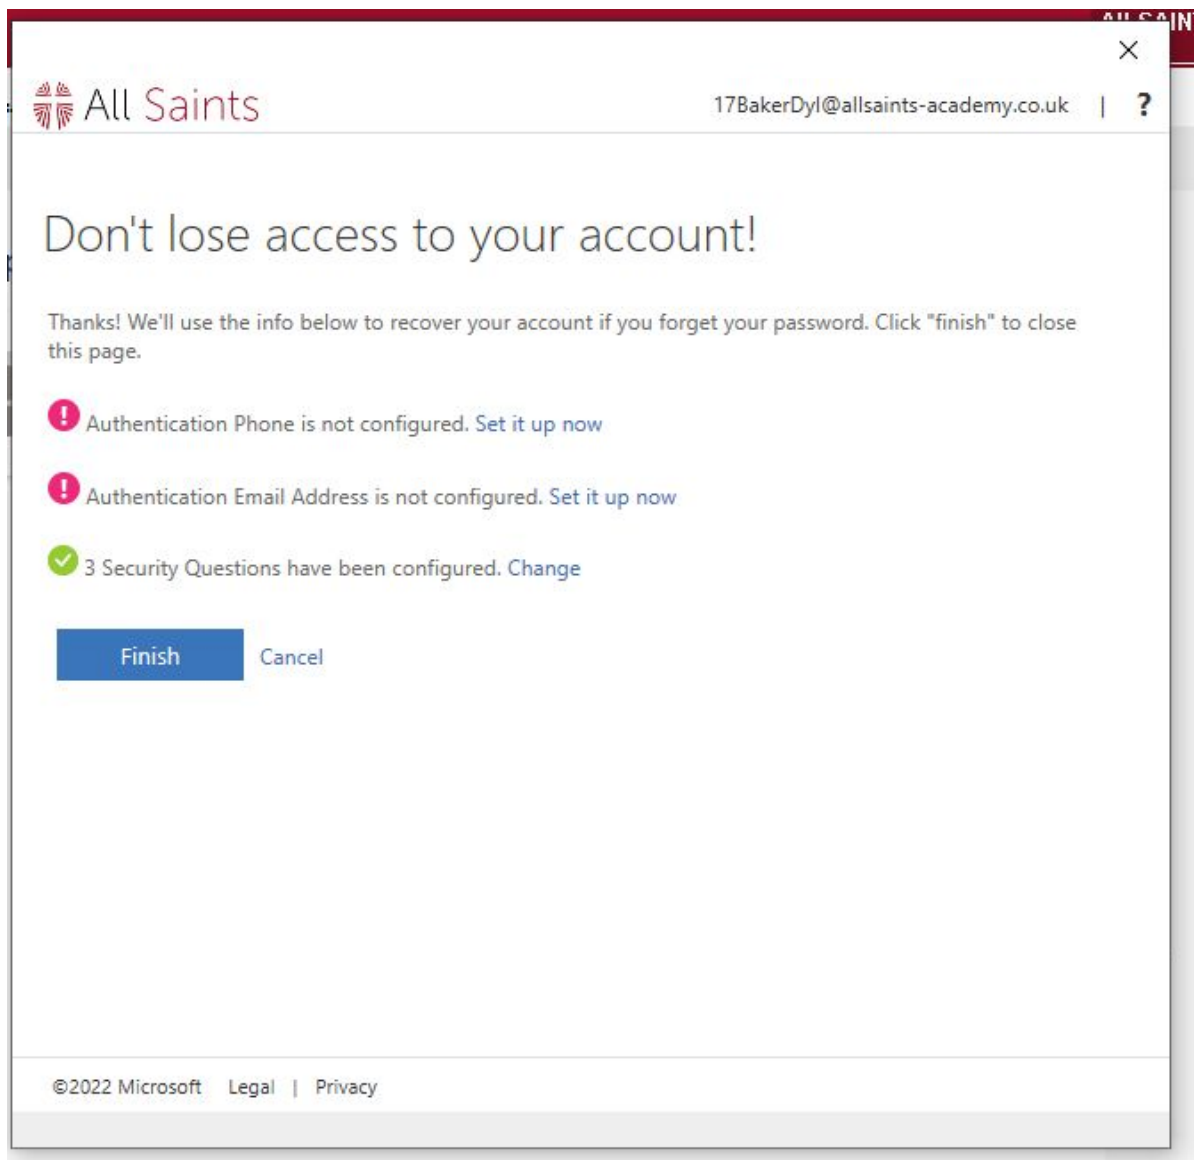 All SAIN
All Saints
17BakerDyl@allsaints-academy.co.uk | ?
Don't lose access to your account!
Thanks! We'll use the info below to recover your account if you forget your password. Click "finish" to close
this page.
Authentication Phone is not configured. Set it up now
Authentication Email Address is not configured. Set it up now
3 Security Questions have been configured. Change
Finish Cancel
©2022 Microsoft Legal | Privacy